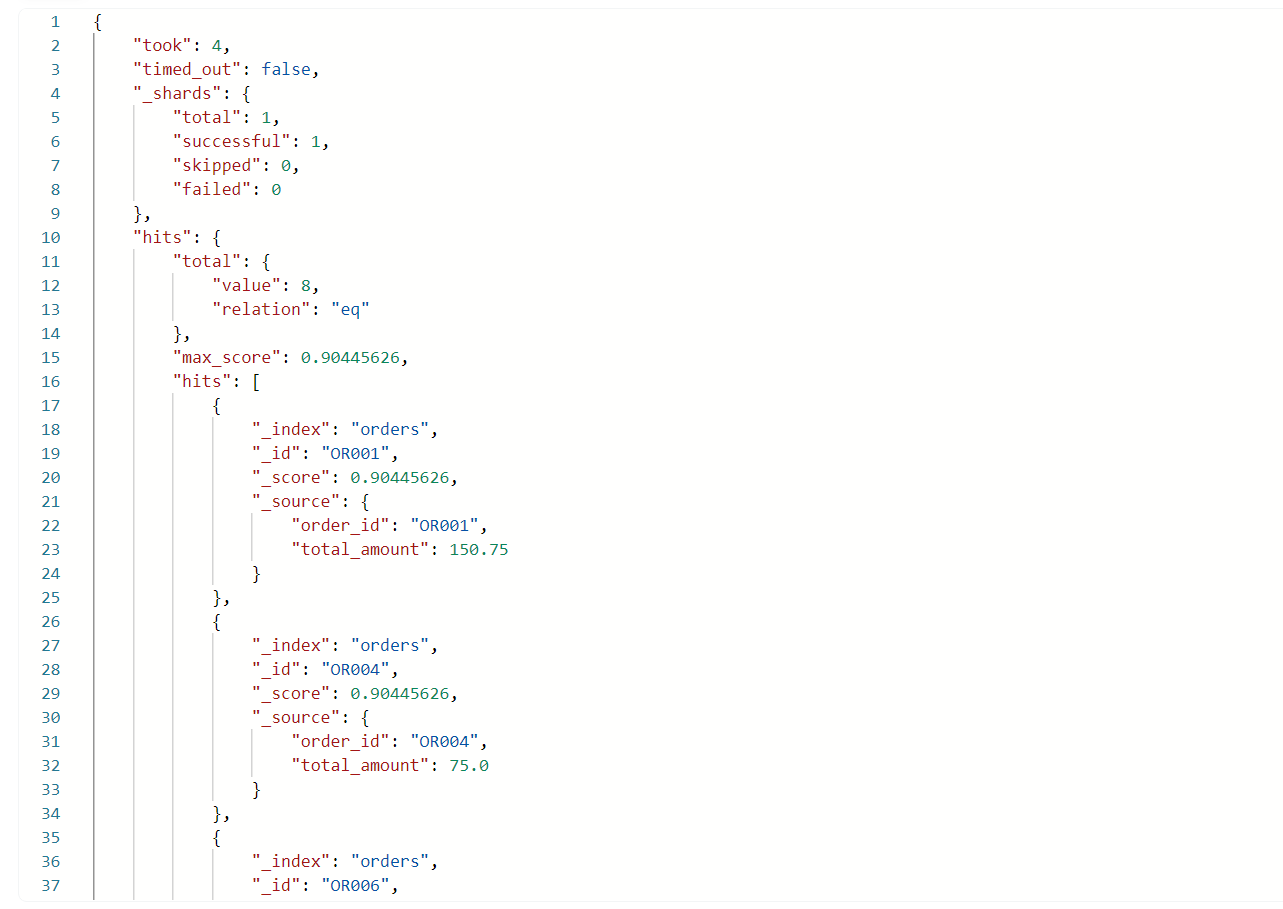 1 {
2 "took": 4,
3 "timed_out": false,
4 "_shards": {
5 "total": 1,
6 "successful": 1,
7 "skipped": 0,
8 "failed": 0
9 },
10 "hits": {
11 "total": {
12 "value": 8,
13 "relation": "eq"
14 },
15 "max_score": 0.90445626,
16 "hits": [
17 {
18 "_index": "orders",
19 "_id": "OR001",
20 "_score": 0.90445626,
21 "_source": {
22 "order_id": "OR001",
23 "total_amount": 150.75
24 }
25 },
26 {
27 "_index": "orders",
28 "_id": "OR004",
29 "_score": 0.90445626,
30 "_source": {
31 "order_id": "OR004",
32 "total_amount": 75.0
33 }
34 },
35 {
36 "_index": "orders",
37 "_id": "OR006",